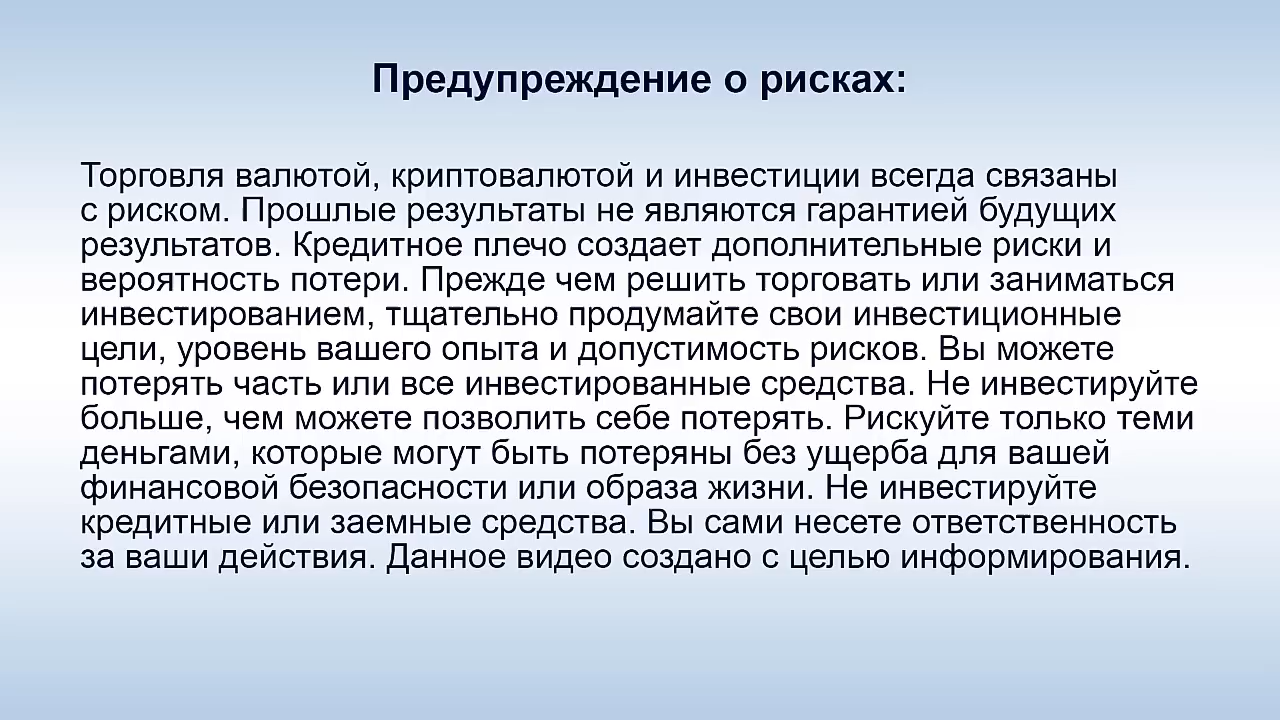 Предупреждение о рисках:
Торговля валютой, криптовалютой и инвестиции всегда связаны
с риском. Прошлые результаты не являются гарантией будущих
результатов. Кредитное плечо создает дополнительные риски и
вероятность потери. Прежде чем решить торговать или заниматься
инвестированием, тщательно продумайте свои инвестиционные
цели, уровень вашего опыта и допустимость рисков. Вы можете
потерять часть или все инвестированные средства. Не инвестируйте
больше, чем можете позволить себе потерять. Рискуйте только теми
деньгами, которые могут быть потеряны без ущерба для вашей
финансовой безопасности или образа жизни. Не инвестируйте
кредитные или заемные средства. Вы сами несете ответственность
за ваши действия. Данное видео создано с целью информирования.